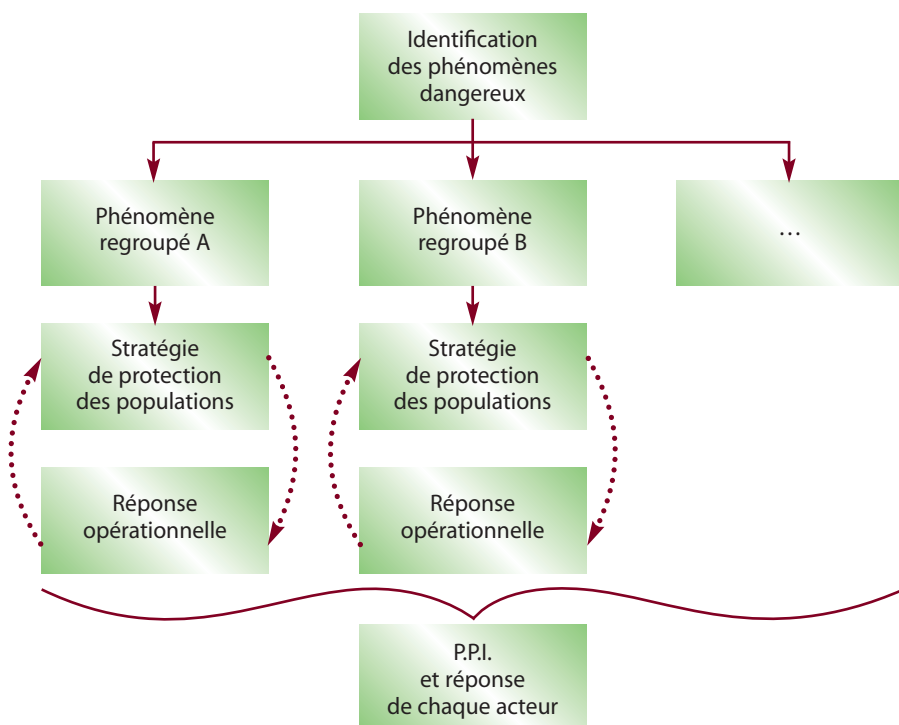 Identification
des phénomènes
dangereux
Phénomène
regroupé A
Phénomène
regroupé B
...
Stratégie
de protection
des populations
Stratégie
de protection
des populations
Réponse
opérationnelle
Réponse
opérationnelle
P.P.I.
et réponse
de chaque acteur